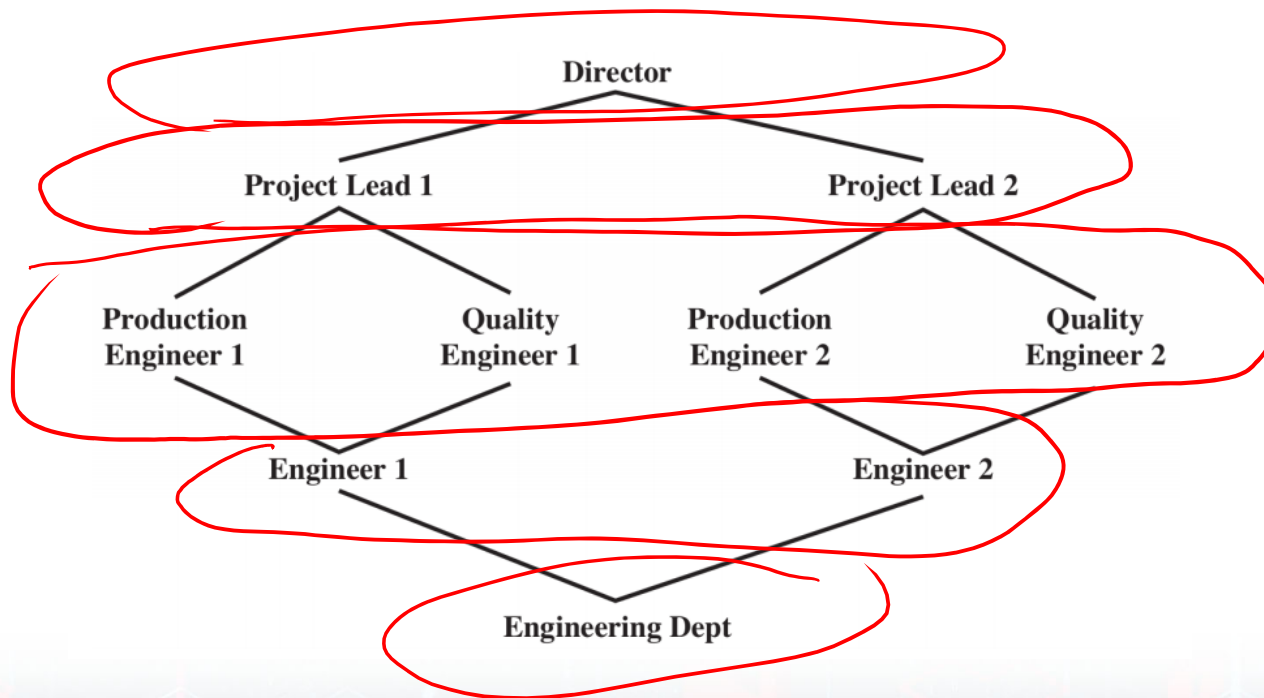 Director
Project Lead 1
Project Lead 2
Production
Engineer 1
Quality
Engineer 1
Production
Engineer 2
Quality
Engineer 2
Engineer 1
Engineer 2
Engineering Dept